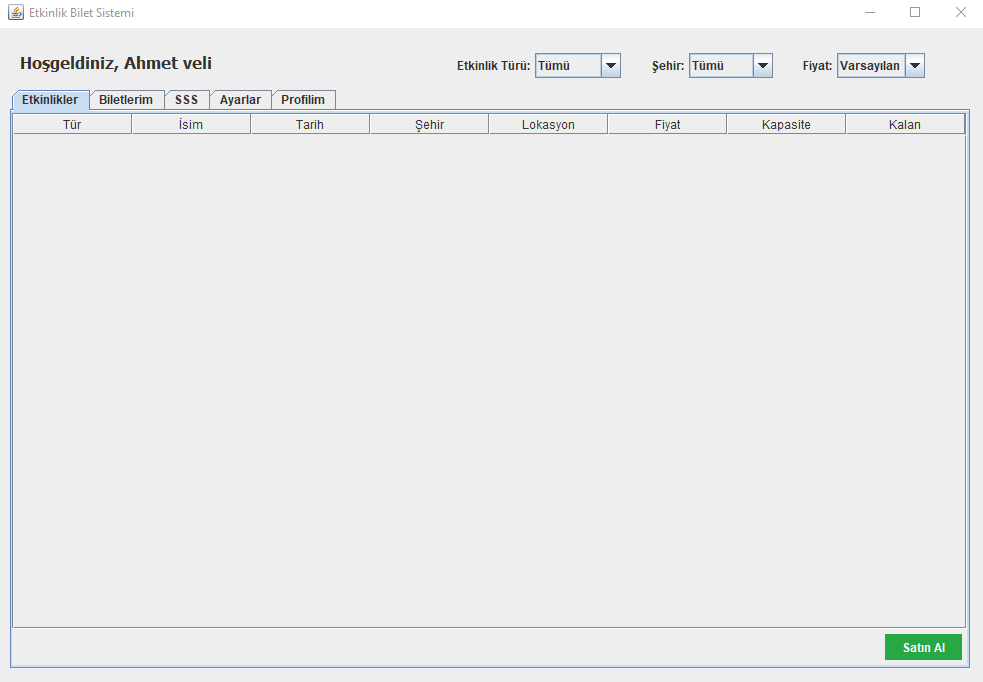 Etkinlik Bilet Sistemi
Hoşgeldiniz, Ahmet veli
Etkinlik Türü: Tümü Şehir: Tümü Fiyat: Varsayılan
Etkinlikler Biletlerim SSS Ayarlar Profilim
Tür İsim Tarih Şehir Lokasyon Fiyat Kapasite Kalan
Satın Al